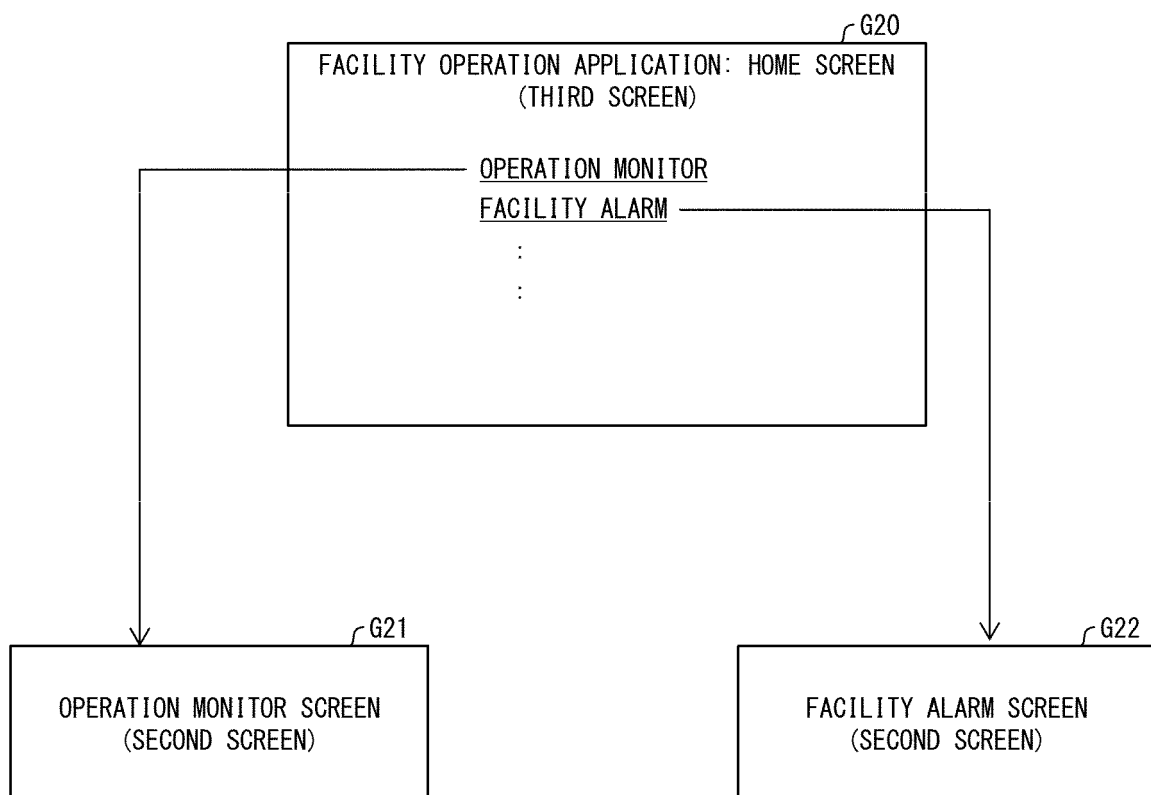 G20
FACILITY OPERATION APPLICATION: HOME SCREEN
(THIRD SCREEN)
OPERATION MONITOR
FACILITY ALARM
:
:
G21
OPERATION MONITOR SCREEN
(SECOND SCREEN)
G22
FACILITY ALARM SCREEN
(SECOND SCREEN)